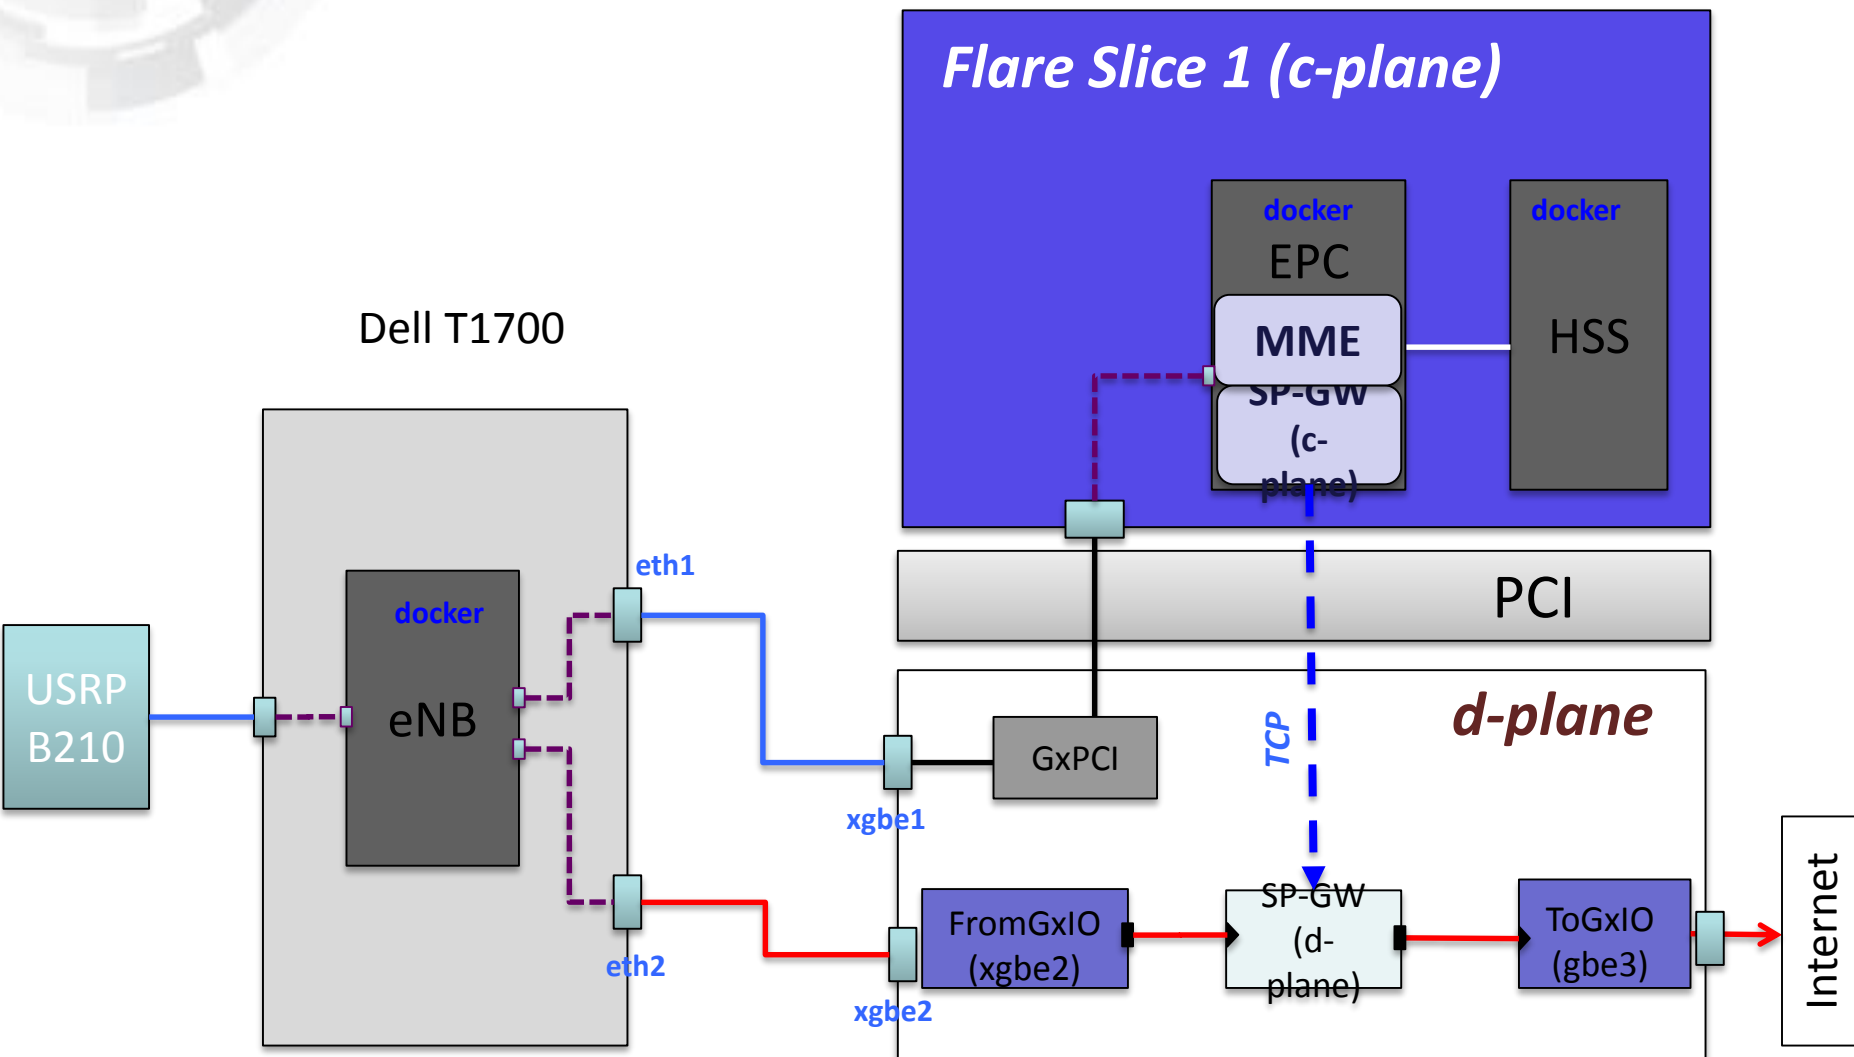 Flare Slice 1 (c-plane)
docker
EPC
MME
SP-GW
(c-
plane)
docker
HSS
Dell T1700
eth1
docker
eNB
USRP
B210
PCI
d-plane
TCP
GxPCI
xgbe1
eth2
xgbe2
FromGxIO
(xgbe2)
SP-GW
(d-
plane)
ToGxIO
(gbe3)
Internet